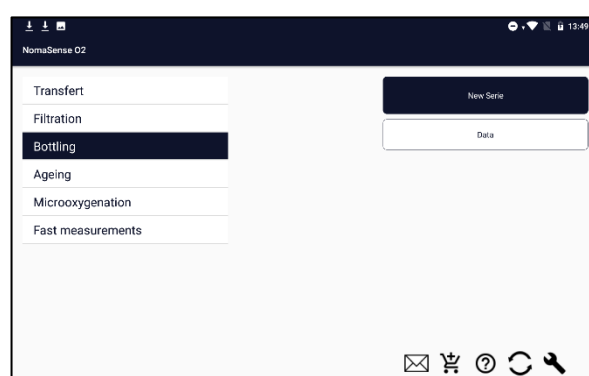 13:49
NomaSense O2
Transfert
Filtration
Bottling
Ageing
Microoxygenation
Fast measurements
New Serie
Data